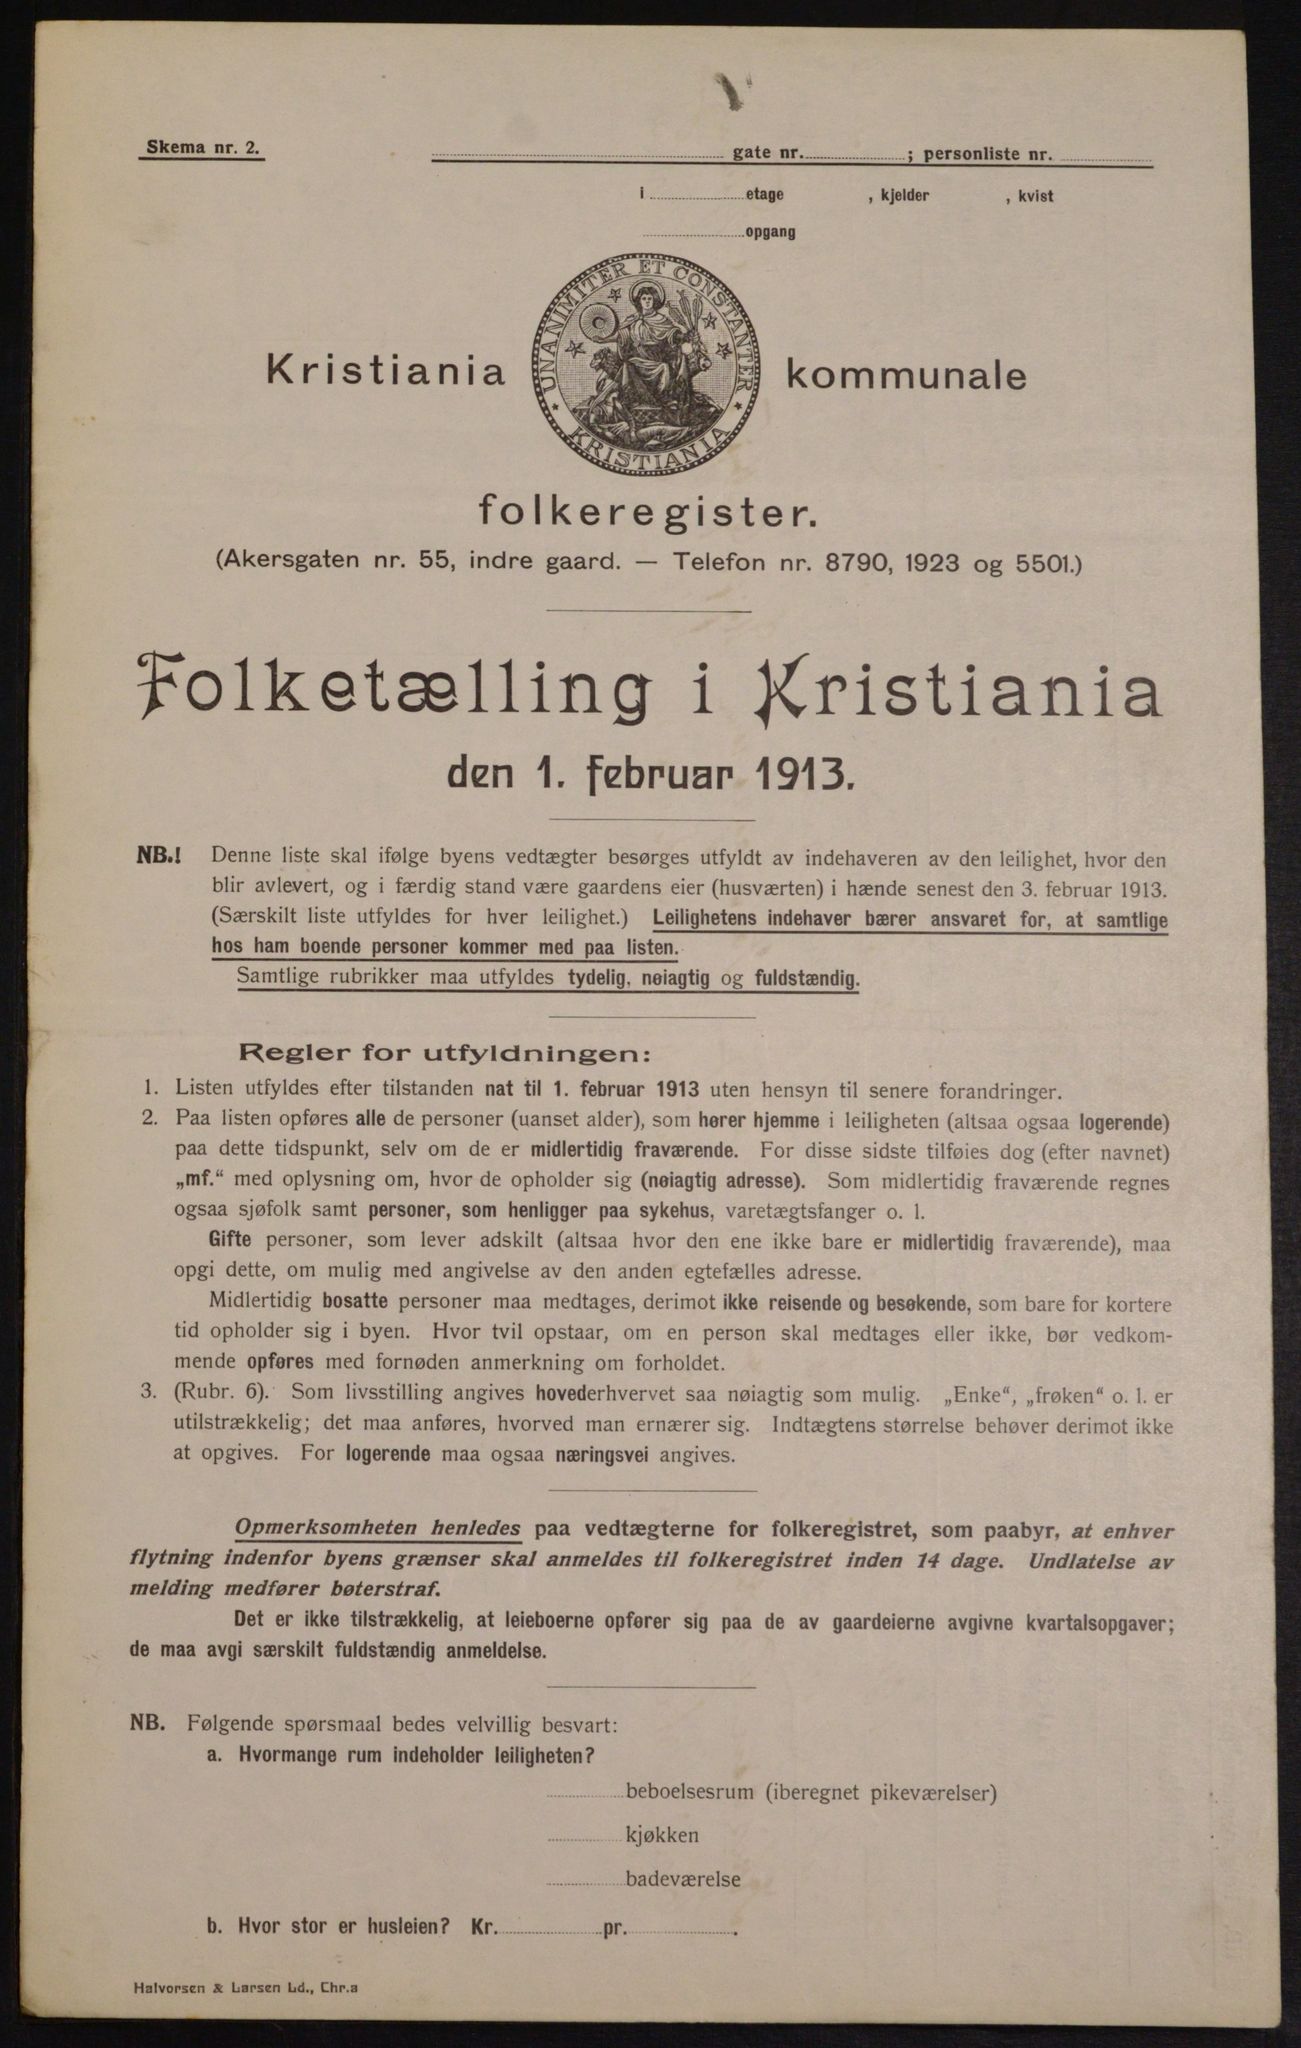 Skema nr. 2.
gate nr. ; personliste nr.
i etage , kjelder , kvist
opgang
UNANIMITER ET CONSTANTER
KRISTIANIA
Kristiania kommunale
folkeregister.
(Akersgaten nr. 55, indre gaard. — Telefon nr. 8790, 1923 og 5501.)
Folketælling i Kristiania
den 1. februar 1913.
NB.! Denne liste skal ifølge byens vedtægter besørges utfyldt av indehaveren av den leilighet, hvor den
blir avlevert, og i færdig stand være gaardens eier (husværten) i hænde senest den 3. februar 1913.
(Særskilt liste utfyldes for hver leilighet.) Leilighetens indehaver bærer ansvaret for, at samtlige
hos ham boende personer kommer med paa listen.
Samtlige rubrikker maa utfyldes tydelig, nøiagtig og fuldstændig.
Regler for utfyldningen:
1. Listen utfyldes efter tilstanden nat til 1. februar 1913 uten hensyn til senere forandringer.
2. Paa listen opføres alle de personer (uanset alder), som hører hjemme i leiligheten (altsaa ogsaa logerende)
paa dette tidspunkt, selv om de er midlertidig fraværende. For disse sidste tilføies dog (efter navnet)
„mf.“ med oplysning om, hvor de opholder sig (nøiagtig adresse). Som midlertidig fraværende regnes
ogsaa sjøfolk samt personer, som henligger paa sykehus, varetægtsfanger o. l.
Gifte personer, som lever adskilt (altsaa hvor den ene ikke bare er midlertidig fraværende), maa
opgi dette, om mulig med angivelse av den anden egtefælles adresse.
Midlertidig bosatte personer maa medtages, derimot ikke reisende og besøkende, som bare for kortere
tid opholder sig i byen. Hvor tvil opstaar, om en person skal medtages eller ikke, bør vedkom-
mende opføres med fornøden anmerkning om forholdet.
3. (Rubr. 6). Som livsstilling angives hovederhvervet saa nøiagtig som mulig. „Enke“, „frøken“ o. l. er
utilstrækkelig; det maa anføres, hvorved man ernærer sig. Indtægtens størrelse behøver derimot ikke
at opgives. For logerende maa ogsaa næringsvei angives.
Opmerksomheten henledes paa vedtægterne for folkeregistret, som paabyr, at enhver
flytning indenfor byens grænser skal anmeldes til folkeregistret inden 14 dage. Undlatelse av
melding medfører bøterstraf.
Det er ikke tilstrækkelig, at leieboerne opfører sig paa de av gaardeierne avgivne kvartalsopgaver;
de maa avgi særskilt fuldstændig anmeldelse.
NB. Følgende spørsmaal bedes velvillig besvart:
a. Hvormange rum indeholder leiligheten?
beboelsesrum (iberegnet pikeværelser)
kjøkken
badeværelse
b. Hvor stor er husleien? Kr. pr. .
Halvorsen & Larsen Ld., Chr.a